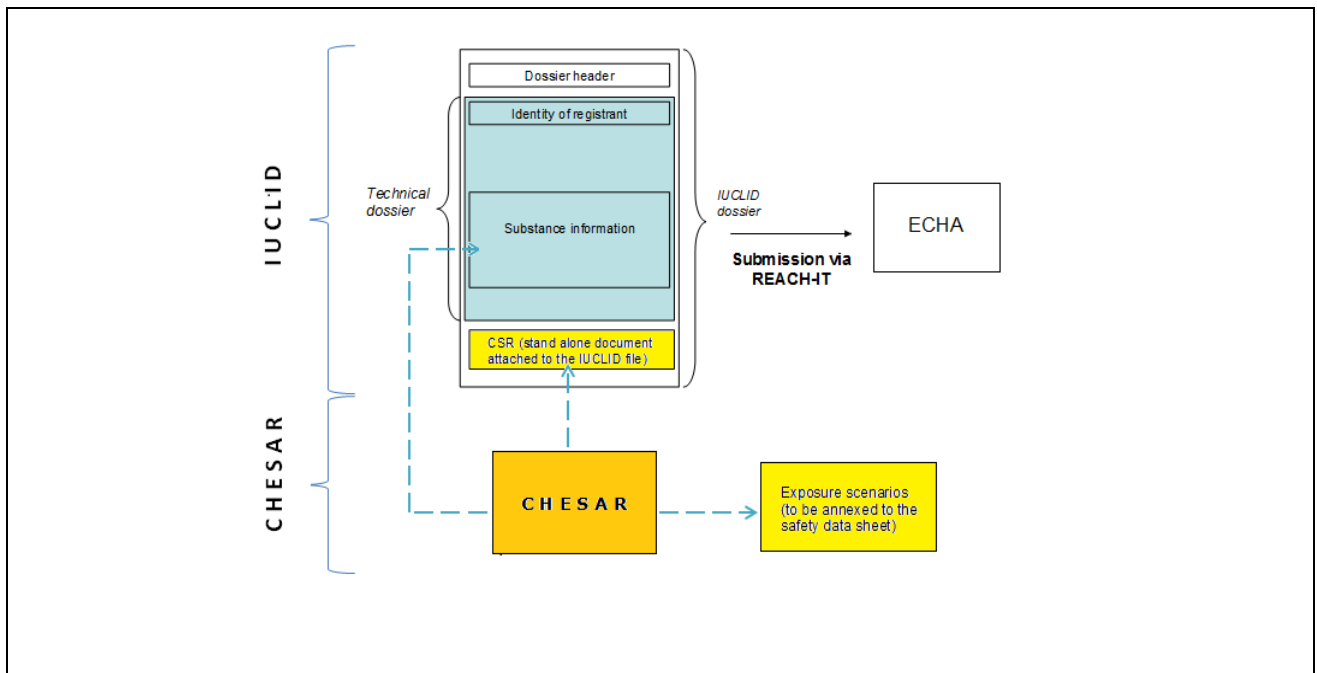 Dossier header
Identity of registrant
IUCLID
Technical
dossier
IUCLID
dossier
Substance information
ECHA
Submission via
REACH-IT
CSR (stand alone document
attached to the IUCLID file)
CHESAR
CHESAR
Exposure scenarios
(to be annexed to the
safety data sheet)